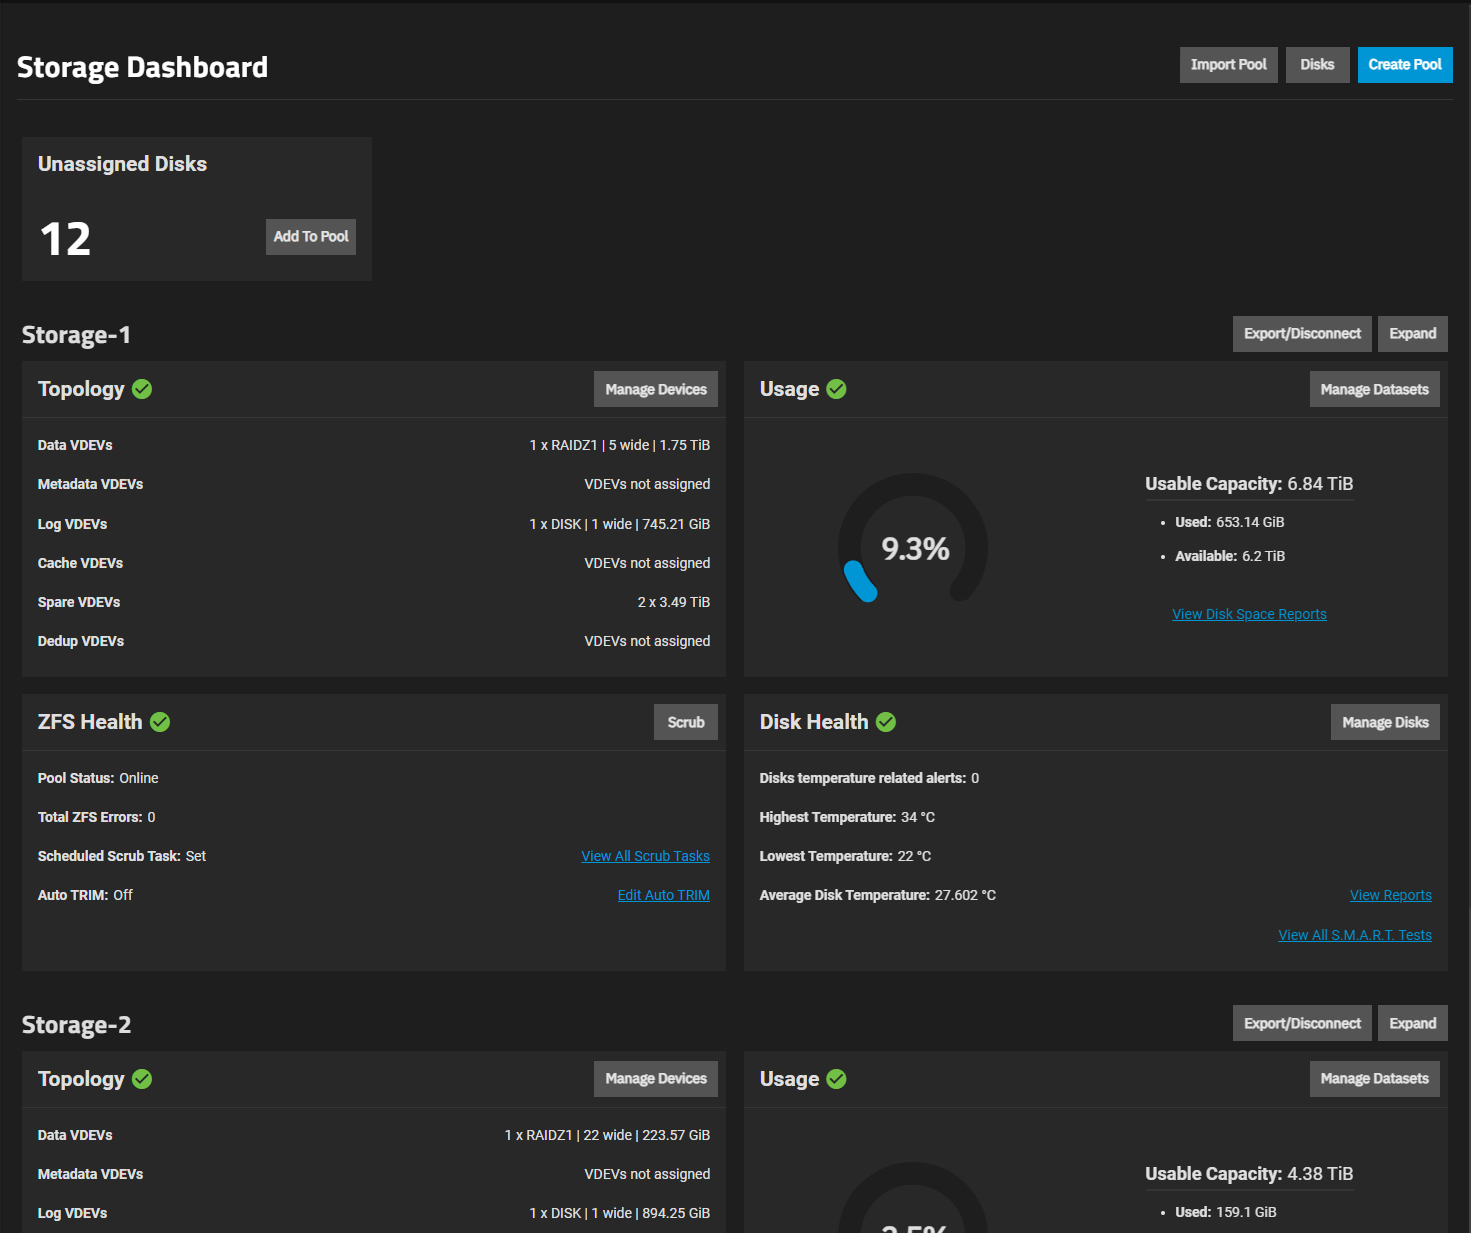 Storage Dashboard
Import Pool
Disks
Create Pool
Unassigned Disks
12
Add To Pool
Storage-1
Export/Disconnect
Expand
Topology
Manage Devices
Data VDEVs
1 x RAIDZ1 | 5 wide | 1.75 TiB
Metadata VDEVs
VDEVs not assigned
Log VDEVs
1 x DISK | 1 wide | 745.21 GiB
Cache VDEVs
VDEVs not assigned
Spare VDEVs
2 x 3.49 TiB
Dedup VDEVs
VDEVs not assigned
Usage
Manage Datasets
9.3%
Usable Capacity: 6.84 TiB
• Used: 653.14 GiB
• Available: 6.2 TiB
View Disk Space Reports
ZFS Health
Scrub
Pool Status: Online
Total ZFS Errors: 0
Scheduled Scrub Task: Set
View All Scrub Tasks
Auto TRIM: Off
Edit Auto TRIM
Disk Health
Manage Disks
Disks temperature related alerts: 0
Highest Temperature: 34 °C
Lowest Temperature: 22 °C
Average Disk Temperature: 27.602 °C
View Reports
View All S.M.A.R.T. Tests
Storage-2
Export/Disconnect
Expand
Topology
Manage Devices
Data VDEVs
1 x RAIDZ1 | 22 wide | 223.57 GiB
Metadata VDEVs
VDEVs not assigned
Log VDEVs
1 x DISK | 1 wide | 894.25 GiB
Usage
Manage Datasets
Usable Capacity: 4.38 TiB
• Used: 159.1 GiB